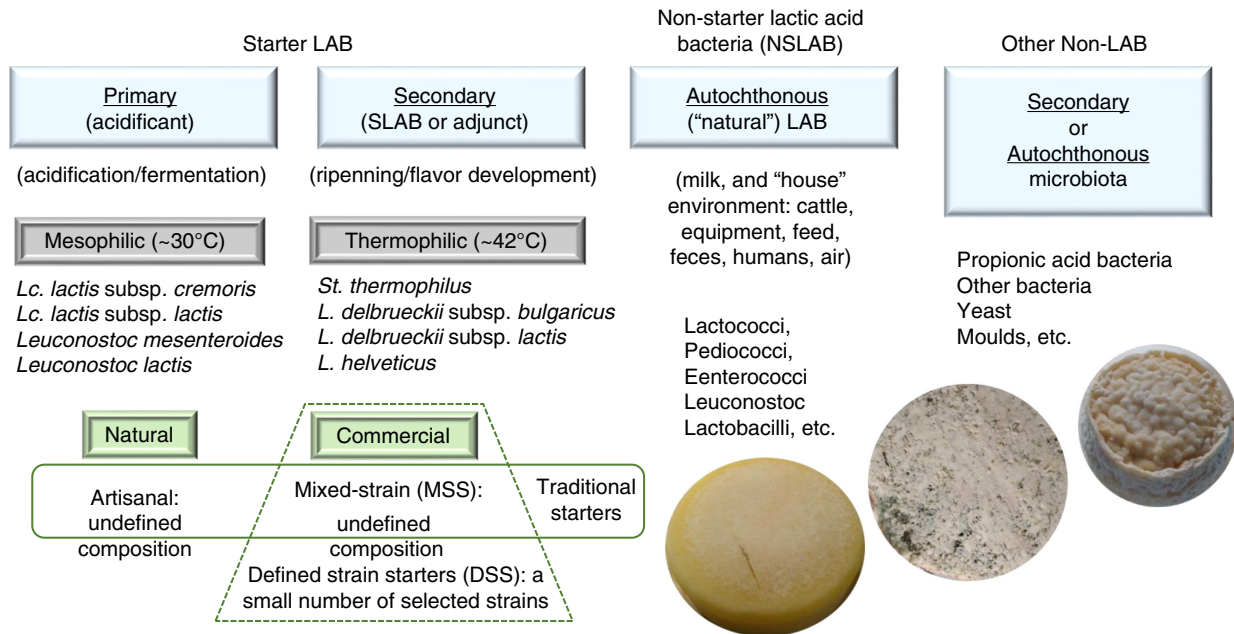 Starter LAB
Primary
(acidificant)
(acidification/fermentation)
Mesophilic (~30°C)
Lc. lactis subsp. cremoris
Lc. lactis subsp. lactis
Leuconostoc mesenteroides
Leuconostoc lactis
Secondary
(SLAB or adjunct)
(ripenning/flavor development)
Thermophilic (~42°C)
St. thermophilus
L. delbrueckii subsp. bulgaricus
L. delbrueckii subsp. lactis
L. helveticus
Natural
Artisanal:
undefined
composition
Commercial
Mixed-strain (MSS):
undefined
composition
Defined strain starters (DSS): a
small number of selected strains
Traditional
starters
Non-starter lactic acid
bacteria (NSLAB)
Autochthonous
(“natural”) LAB
(milk, and “house”
environment: cattle,
equipment, feed,
feces, humans, air)
Lactococci,
Pediococci,
Eenterococci
Leuconostoc
Lactobacilli, etc.
Other Non-LAB
Secondary
or
Autochthonous
microbiota
Propionic acid bacteria
Other bacteria
Yeast
Moulds, etc.